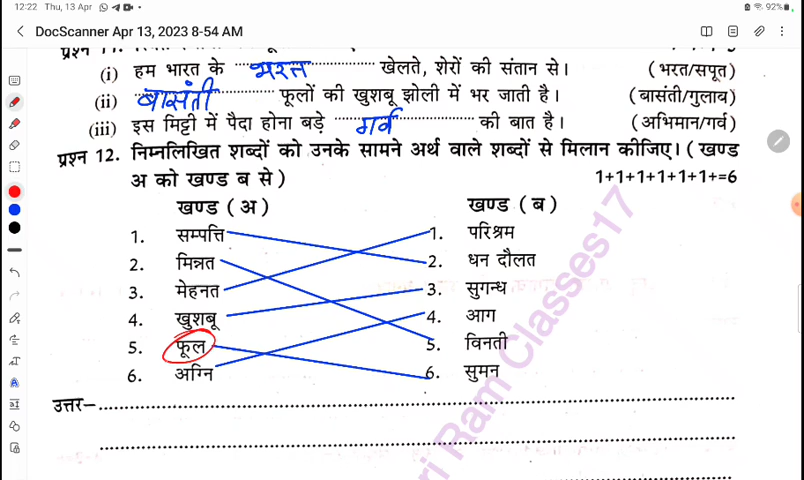 12:22 Thu, 13 Apr 92%
DocScanner Apr 13, 2023 8-54 AM
प्रश्न 11.
(i) हम भारत के भरत खेलते, शेरों की संतान से। (भरत/सपूत)
(ii) बासंती फूलों की खुशबू झोली में भर जाती है। (बासंती/गुलाब)
(iii) इस मिट्टी में पैदा होना बड़े गर्व की बात है। (अभिमान/गर्व)
प्रश्न 12. निम्नलिखित शब्दों को उनके सामने अर्थ वाले शब्दों से मिलान कीजिए। (खण्ड
अ को खण्ड ब से) 1+1+1+1+1+1+=6
खण्ड (अ) खण्ड (ब)
1. सम्पत्ति 1. परिश्रम
2. मिन्नत 2. धन दौलत
3. मेहनत 3. सुगन्ध
4. खुशबू 4. आग
5. फूल 5. विनती
6. अग्नि 6. सुमन
उत्तर–
ri Ram Classes17